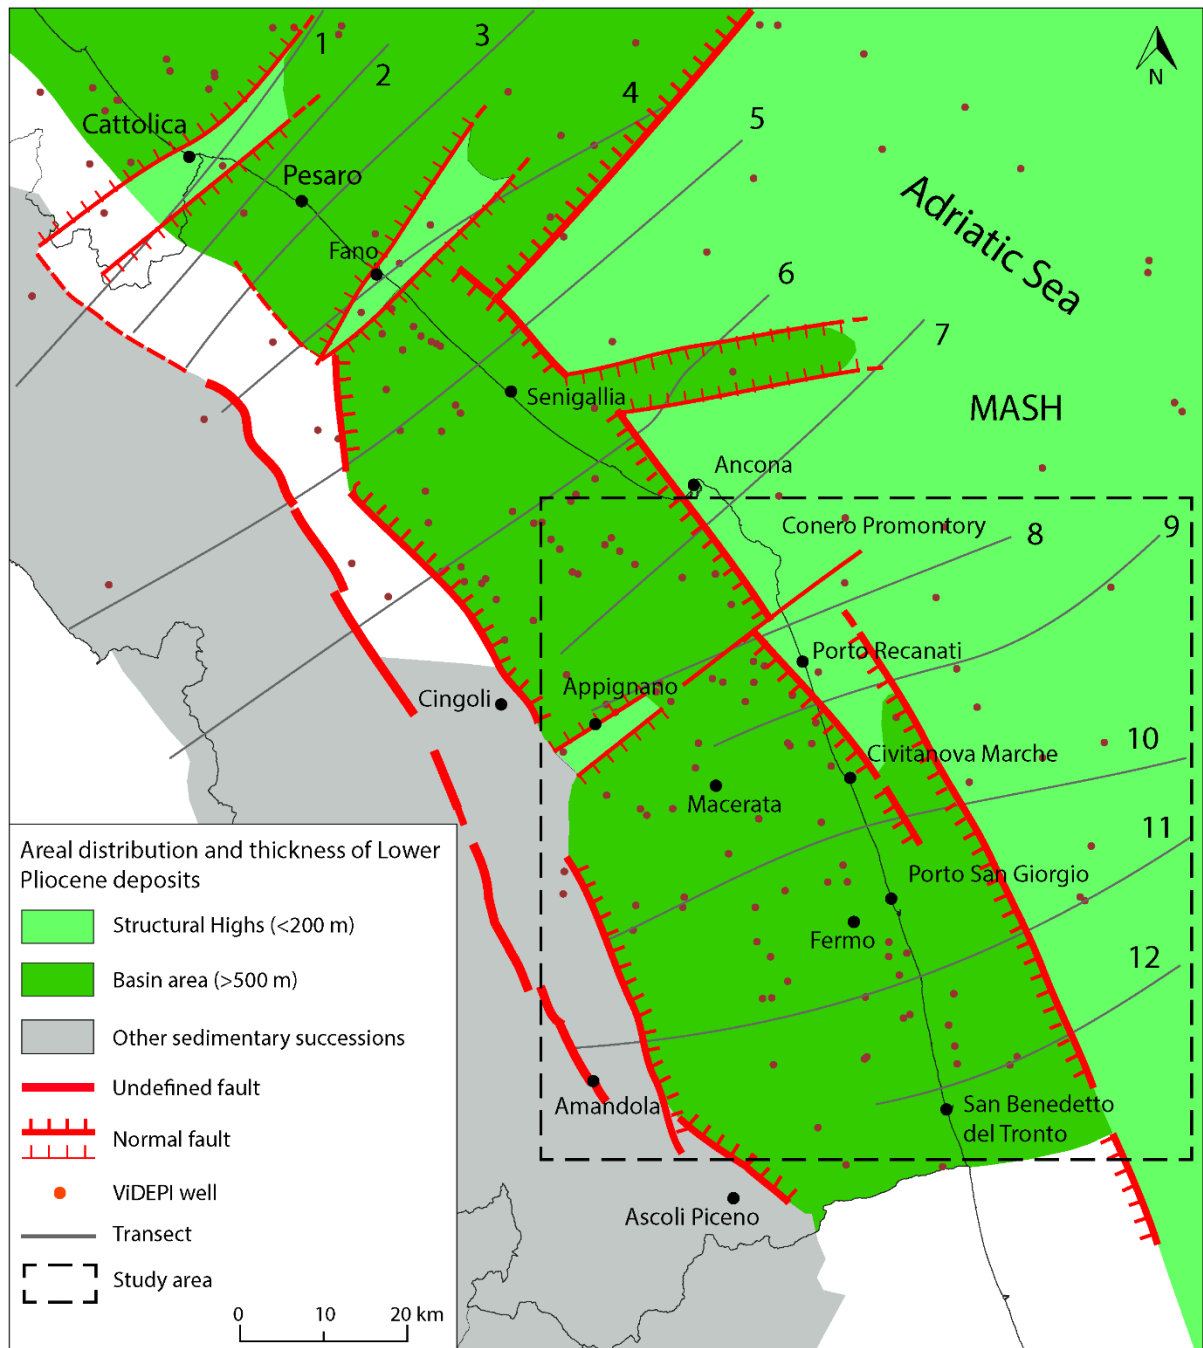 1
2
3
4
5
N
Cattolica
Pesaro
Fano
Adriatic Sea
6
7
Senigallia
MASH
Ancona
Conero Promontory
8
9
Porto Recanati
Appignano
Cingoli
10
Civitanova Marche
Macerata
11
Porto San Giorgio
Fermo
12
Amandola
San Benedetto
del Tronto
Ascoli Piceno
Areal distribution and thickness of Lower
Pliocene deposits
Structural Highs (<200 m)
Basin area (>500 m)
Other sedimentary successions
Undefined fault
Normal fault
ViDEPI well
Transect
Study area
0 10 20 km